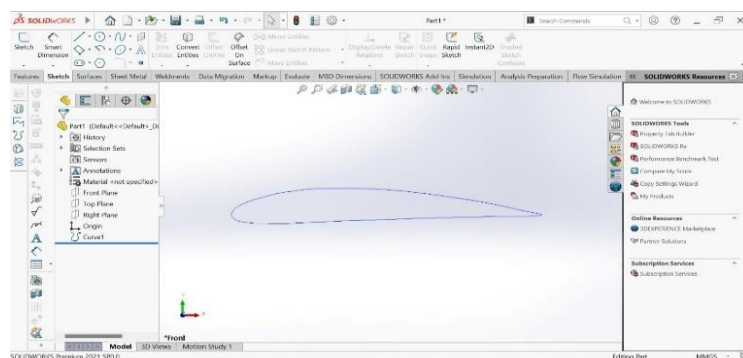 SOLIDWORKS
Part1 *
Search Commands
Sketch
Smart Dimension
Trim Entities
Convert Entities
Offset Entities
Offset On Surface
Mirror Entities
Linear Sketch Pattern
Move Entities
Display/Delete Relations
Repair Sketch
Quick Snaps
Rapid Sketch
Instant2D
Shaded Sketch Contours
Features
Sketch
Surfaces
Sheet Metal
Weldments
Data Migration
Markup
Evaluate
MBD Dimensions
SOLIDWORKS Add-Ins
Simulation
Analysis Preparation
Flow Simulation
SOLIDWORKS Resources
Part1 (Default<<Default>_Di
History
Selection Sets
Sensors
Annotations
Material <not specified>
Front Plane
Top Plane
Right Plane
Origin
Curve1
*Front
Welcome to SOLIDWORKS
SOLIDWORKS Tools
Property Tab Builder
SOLIDWORKS Rx
Performance Benchmark Test
Compare My Score
Copy Settings Wizard
My Products
Online Resources
3DEXPERIENCE Marketplace
Partner Solutions
Subscription Services
Subscription Services
Model
3D Views
Motion Study 1
SOLIDWORKS Premium 2021 SP0.0
Editing Part
MMGS